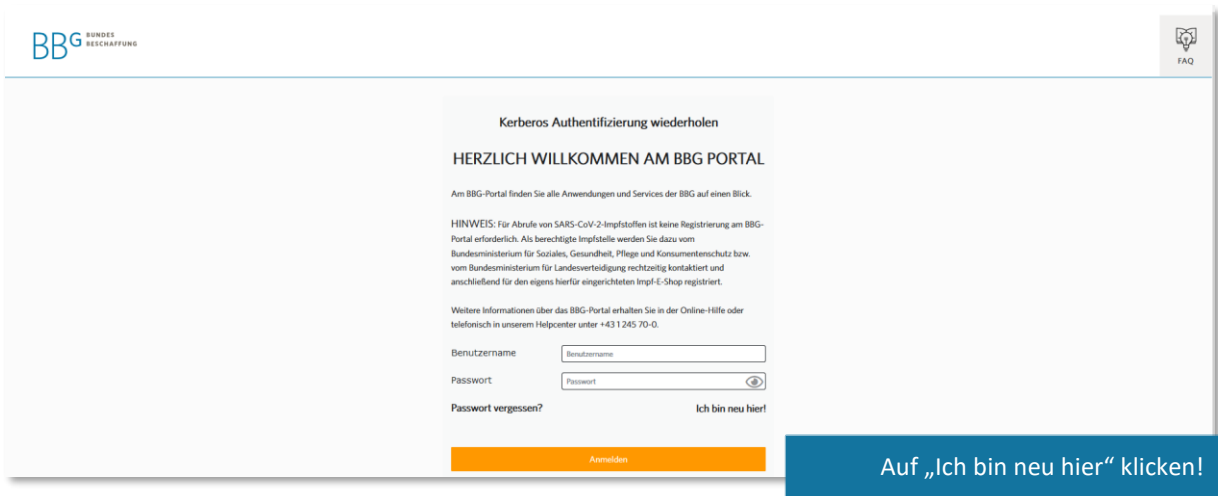 BBG BUNDES
BESCHAFFUNG
FAQ
Kerberos Authentifizierung wiederholen
HERZLICH WILLKOMMEN AM BBG PORTAL
Am BBG-Portal finden Sie alle Anwendungen und Services der BBG auf einen Blick.
HINWEIS: Für Abrufe von SARS-CoV-2-Impfstoffen ist keine Registrierung am BBG-
Portal erforderlich. Als berechtigte Impfstelle werden Sie dazu vom
Bundesministerium für Soziales, Gesundheit, Pflege und Konsumentenschutz bzw.
vom Bundesministerium für Landesverteidigung rechtzeitig kontaktiert und
anschließend für den eigens hierfür eingerichteten Impf-E-Shop registriert.
Weitere Informationen über das BBG-Portal erhalten Sie in der Online-Hilfe oder
telefonisch in unserem Helpcenter unter +43 1 245 70-0.
Benutzername Benutzername
Passwort Passwort
Passwort vergessen? Ich bin neu hier!
Anmelden
Auf „Ich bin neu hier“ klicken!